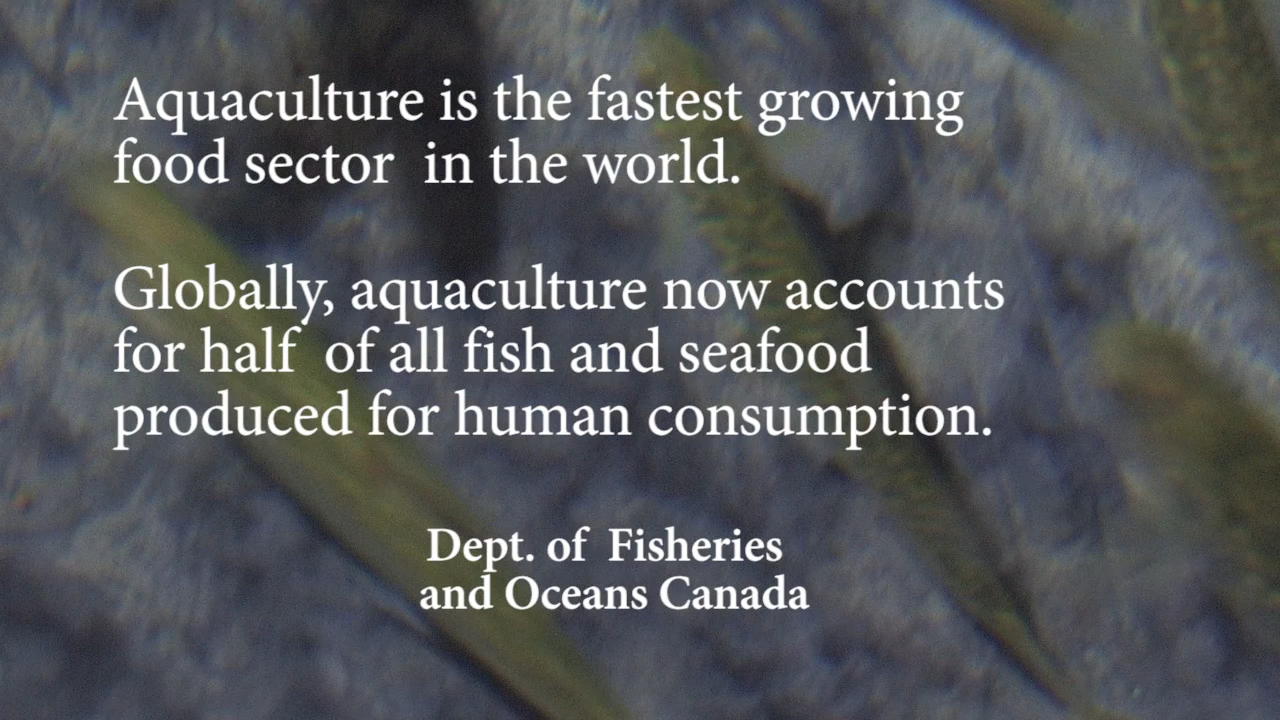 Aquaculture is the fastest growing
food sector  in the world.
Globally, aquaculture now accounts
for half  of all fish and seafood
produced for human consumption.
Dept. of  Fisheries
and Oceans Canada